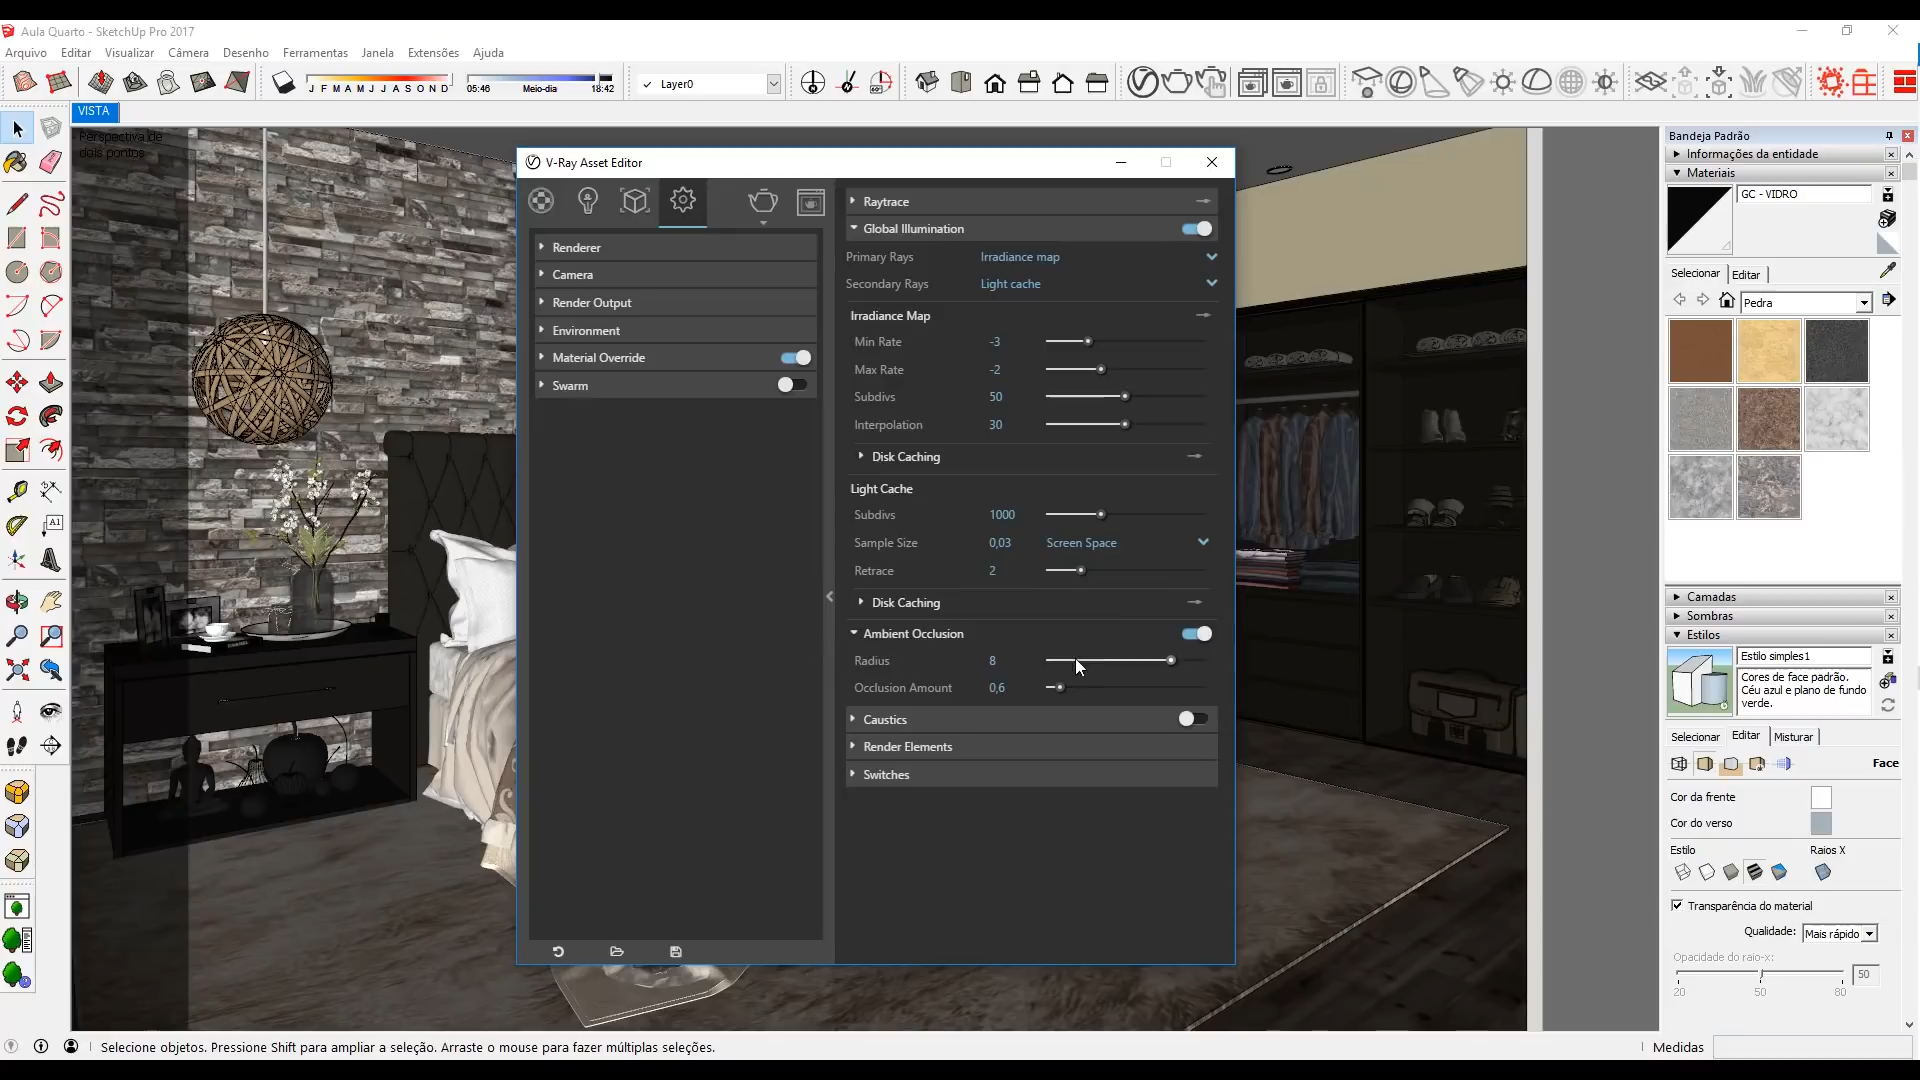 Aula Quarto - SketchUp Pro 2017
Arquivo Editar Visualizar Câmera Desenho Ferramentas Janela Extensões Ajuda
J F M A M J J A S O N D
05:46 Meio-dia 18:42
Layer0
VISTA
Perspectiva de
dois pontos
V-Ray Asset Editor
Renderer
Camera
Render Output
Environment
Material Override
Swarm
Raytrace
Global Illumination
Primary Rays Irradiance map
Secondary Rays Light cache
Irradiance Map
Min Rate -3
Max Rate -2
Subdivs 50
Interpolation 30
Disk Caching
Light Cache
Subdivs 1000
Sample Size 0,03 Screen Space
Retrace 2
Disk Caching
Ambient Occlusion
Radius 8
Occlusion Amount 0,6
Caustics
Render Elements
Switches
Bandeja Padrão
Informações da entidade
Materiais
GC - VIDRO
Selecionar Editar
Pedra
Camadas
Sombras
Estilos
Estilo simples1
Cores de face padrão.
Céu azul e plano de fundo
verde.
Selecionar Editar Misturar
Face
Cor da frente
Cor do verso
Estilo Raios X
Transparência do material
Qualidade: Mais rápido
Opacidade do raio-x:
50
20 50 80
A1
Selecione objetos. Pressione Shift para ampliar a seleção. Arraste o mouse para fazer múltiplas seleções.
Medidas